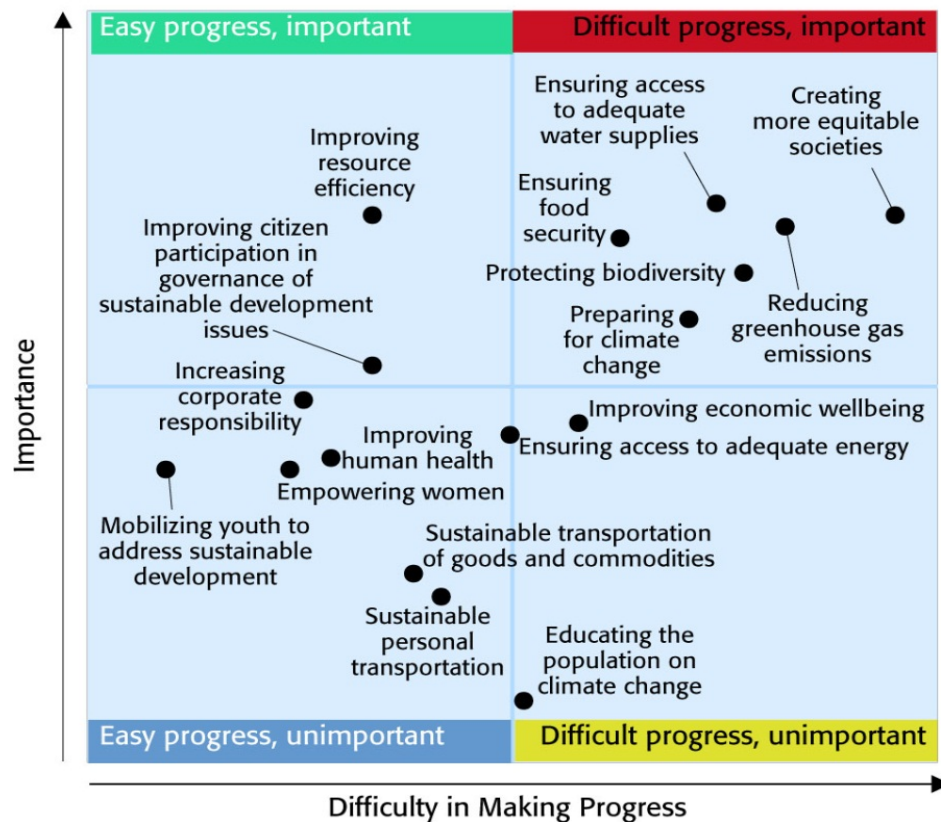 Easy progress, important
Difficult progress, important
Ensuring access
to adequate
water supplies
Creating
more equitable
societies
Improving
resource
efficiency
Ensuring
food
security
Improving citizen
participation in
governance of
sustainable development
issues
Protecting biodiversity
Reducing
greenhouse gas
emissions
Preparing
for climate
change
Increasing
corporate
responsibility
Improving economic wellbeing
Improving
human health
Ensuring access to adequate energy
Empowering women
Mobilizing youth to
address sustainable
development
Sustainable transportation
of goods and commodities
Sustainable
personal
transportation
Educating the
population on
climate change
Easy progress, unimportant
Difficult progress, unimportant
Importance
Difficulty in Making Progress